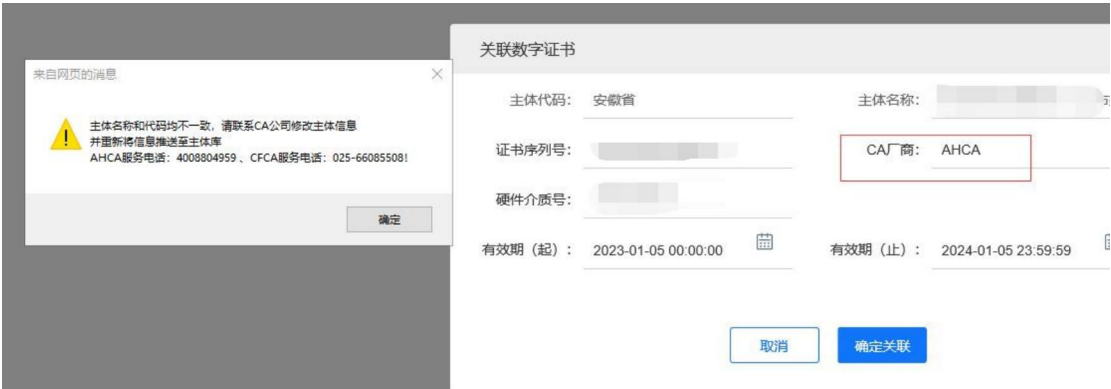 来自网页的消息
主体名称和代码均不一致，请联系CA公司修改主体信息
并重新将信息推送至主体库
AHCA服务电话：4008804959 、CFCA服务电话：025-66085508!
确定
关联数字证书
主体代码： 安徽省 主体名称：
证书序列号： CA厂商： AHCA
硬件介质号：
有效期（起）： 2023-01-05 00:00:00 有效期（止）： 2024-01-05 23:59:59
取消 确定关联